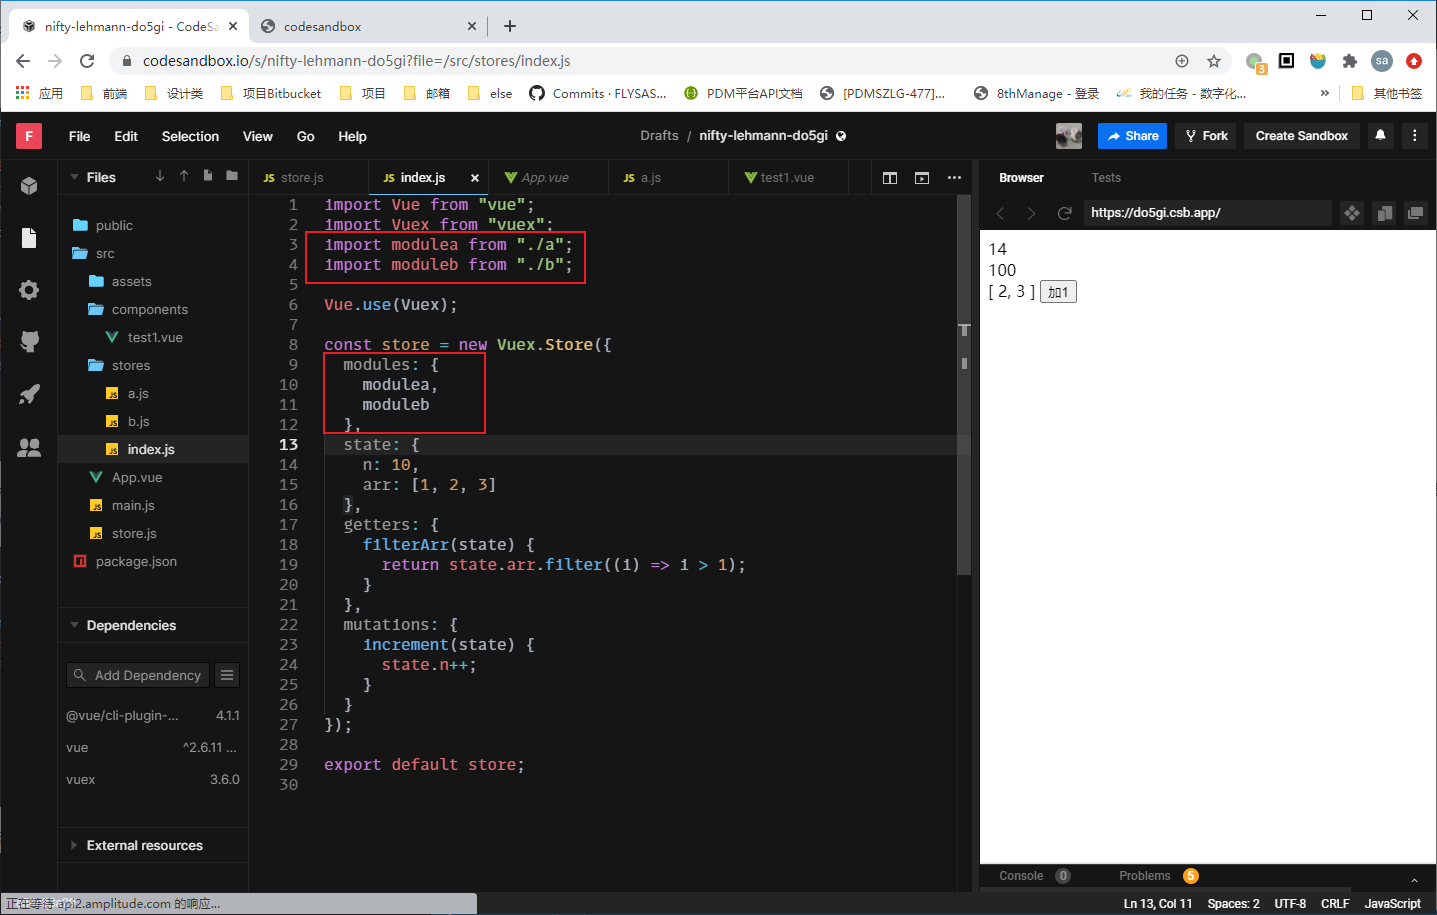 nifty-lehmann-do5gi - CodeSa
codesandbox
codesandbox.io/s/nifty-lehmann-do5gi?file=/src/stores/index.js
3
sa
应用
前端
设计类
项目Bitbucket
项目
邮箱
else
Commits · FLYSAS...
PDM平台API文档
[PDMSZLG-477]...
8thManage - 登录
我的任务 - 数字化...
»
其他书签
F
File Edit Selection View Go Help
Drafts / nifty-lehmann-do5gi
Share
Fork
Create Sandbox
Files
JS store.js
JS index.js
App.vue
JS a.js
test1.vue
Browser
Tests
https://do5gi.csb.app/
public
src
assets
components
test1.vue
stores
JS a.js
JS b.js
JS index.js
App.vue
JS main.js
JS store.js
package.json
Dependencies
Add Dependency
@vue/cli-plugin-... 4.1.1
vue ^2.6.11 ...
vuex 3.6.0
External resources
1 import Vue from "vue";
2 import Vuex from "vuex";
3 import modulea from "./a";
4 import moduleb from "./b";
5
6 Vue.use(Vuex);
7
8 const store = new Vuex.Store({
9 modules: {
10 modulea,
11 moduleb
12 },
13 state: {
14 n: 10,
15 arr: [1, 2, 3]
16 },
17 getters: {
18 filterArr(state) {
19 return state.arr.filter((i) => i > 1);
20 }
21 },
22 mutations: {
23 increment(state) {
24 state.n++;
25 }
26 }
27 });
28
29 export default store;
30
14
100
[ 2, 3 ] 加1
Console 0
Problems 5
正在等待 api2.amplitude.com 的响应...
Ln 13, Col 11 Spaces: 2 UTF-8 CRLF JavaScript